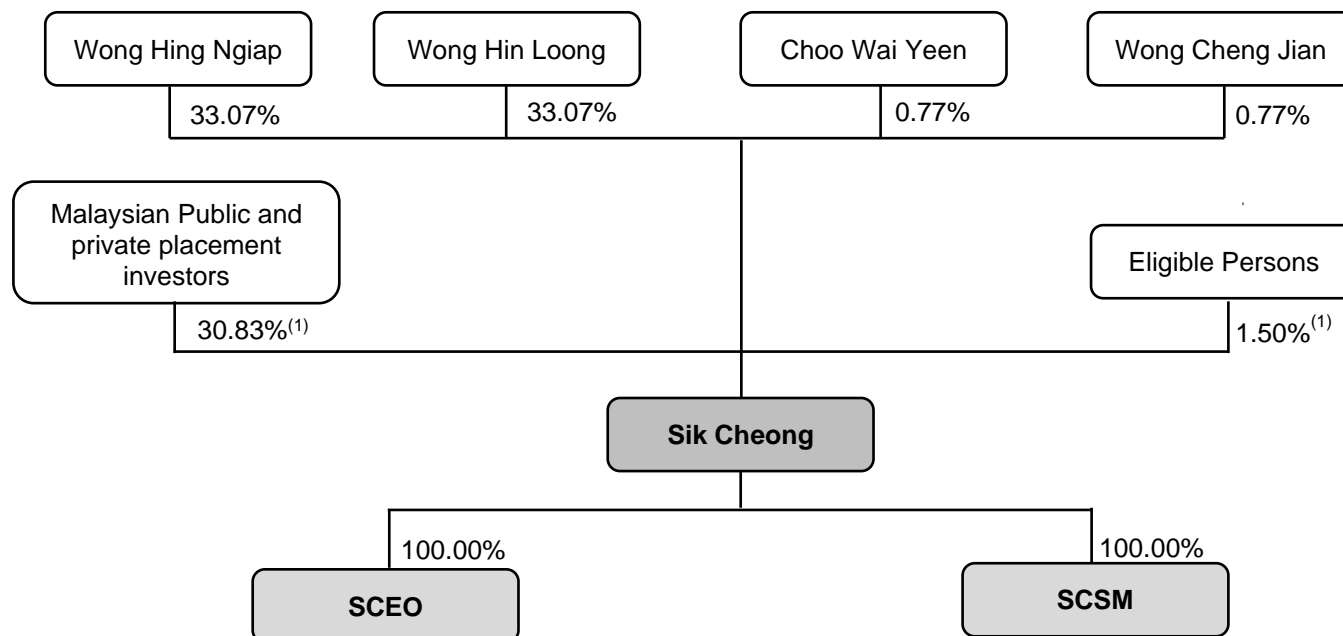 Wong Hing Ngiap
Wong Hin Loong
Choo Wai Yeen
Wong Cheng Jian
33.07%
33.07%
0.77%
0.77%
Malaysian Public and
private placement
investors
Eligible Persons
30.83%(1)
1.50%(1)
Sik Cheong
100.00%
100.00%
SCEO
SCSM